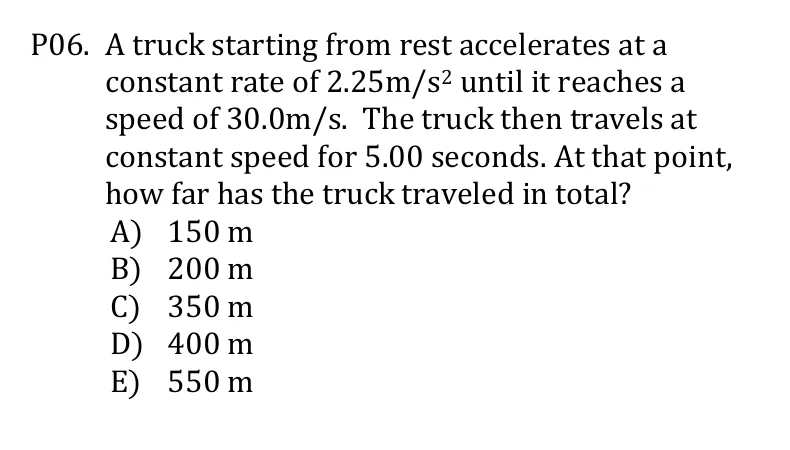 P06. A truck starting from rest accelerates at a
constant rate of 2.25m/s² until it reaches a
speed of 30.0m/s.  The truck then travels at
constant speed for 5.00 seconds. At that point,
how far has the truck traveled in total?
A) 150 m
B) 200 m
C) 350 m
D) 400 m
E) 550 m